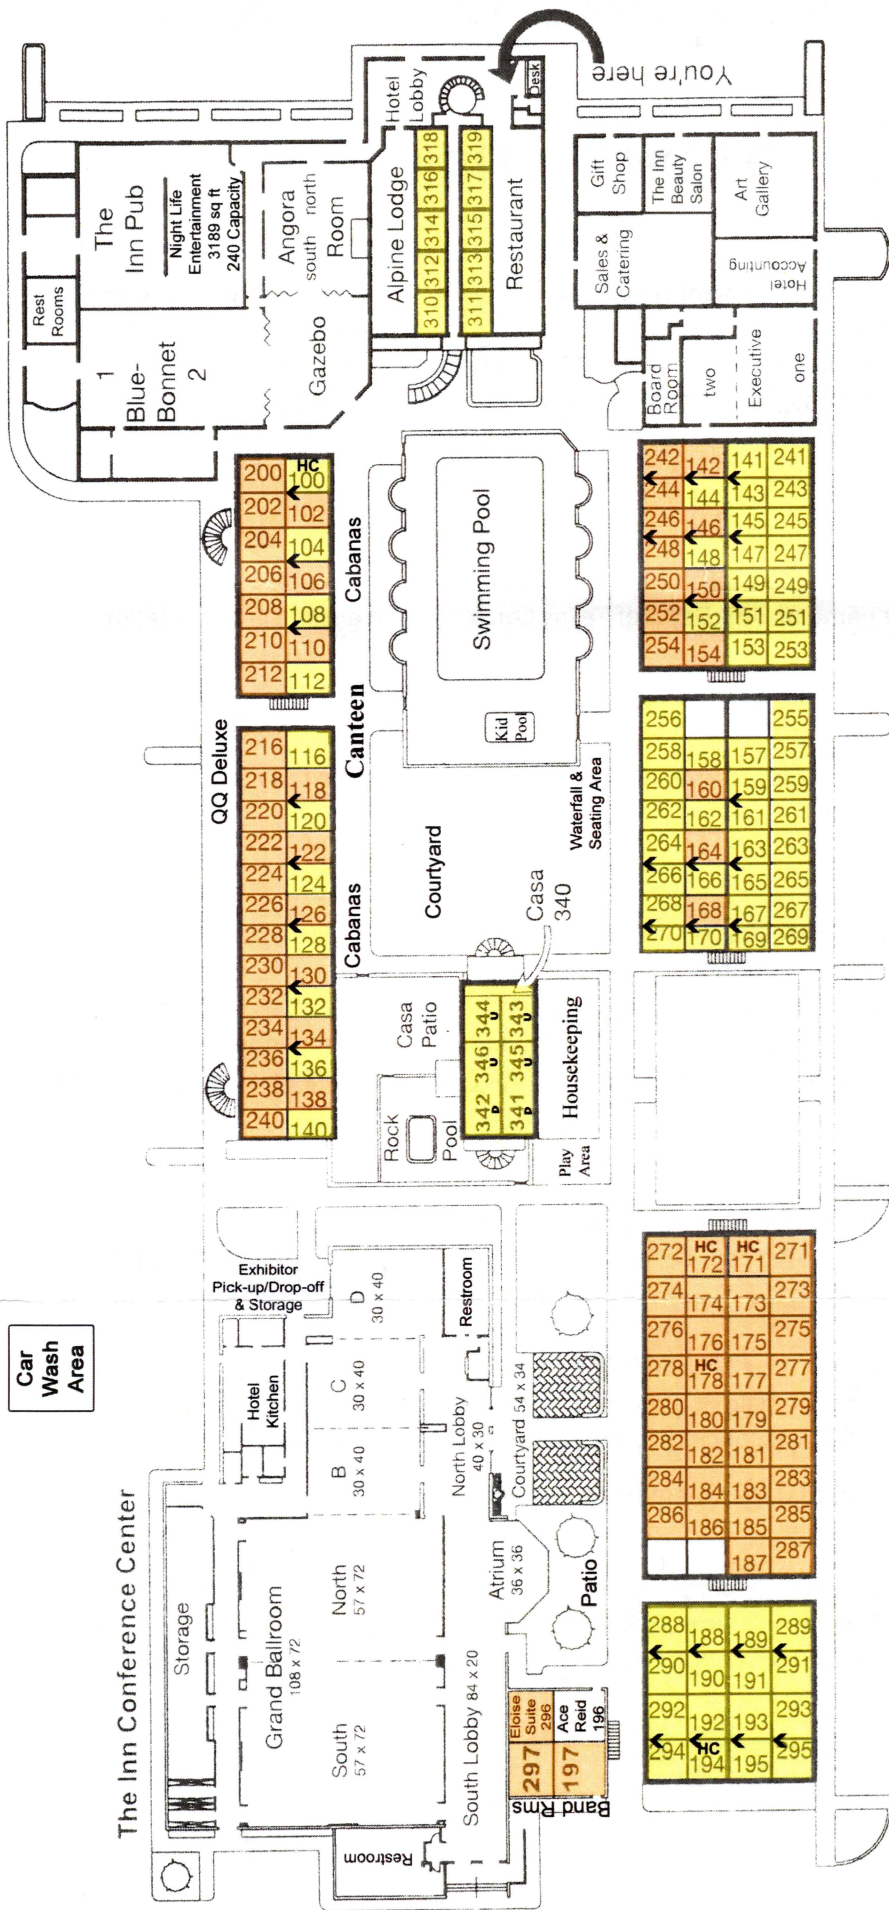 Car
Wash
Area
The Inn Conference Center
Storage
Grand Ballroom
108 x 72
South
57 x 72
North
57 x 72
B
30 x 40
C
30 x 40
D
30 x 40
Hotel
Kitchen
Exhibitor
Pick-up/Drop-off
& Storage
Restroom
Restroom
South Lobby 84 x 20
North Lobby
40 x 30
Atrium
36 x 36
Courtyard 54 x 34
Patio
Band Rms
297
197
Eloise
Suite
296
Ace
Reid
196
QQ Deluxe
240 238 236 234 232 230 228 226 224 222 220 218 216
140 138 136 134 132 130 128 126 124 122 120 118 116
212 210 208 206 204 202 200
112 110 108 106 104 102 100
HC
Cabanas
Canteen
Cabanas
Rock
Pool
Casa
Patio
342 346 344
D U U
341 345 343
D U U
Casa
340
Housekeeping
Play
Area
Courtyard
Waterfall &
Seating Area
Kid
Pool
Swimming Pool
1
Blue-
Bonnet
2
Rest
Rooms
The
Inn Pub
Night Life
Entertainment
3189 sq ft
240 Capacity
Gazebo
Angora
south north
Room
Alpine Lodge
310 312 314 316 318
311 313 315 317 319
Restaurant
Hotel
Lobby
Desk
You're here
Board
Room
two
Executive
one
Sales &
Catering
Gift
Shop
The Inn
Beauty
Salon
Hotel
Accounting
Art
Gallery
294 292 290 288
194 192 190 188
HC
195 193 191 189
295 293 291 289
286 284 282 280 278 276 274 272
186 184 182 180 178 176 174 172
HC HC
187 185 183 181 179 177 175 173 171
HC
287 285 283 281 279 277 275 273 271
270 268 266 264 262 260 258 256
170 168 166 164 162 160 158
169 167 165 163 161 159 157
269 267 265 263 261 259 257 255
254 252 250 248 246 244 242
154 152 150 148 146 144 142
153 151 149 147 145 143 141
253 251 249 247 245 243 241